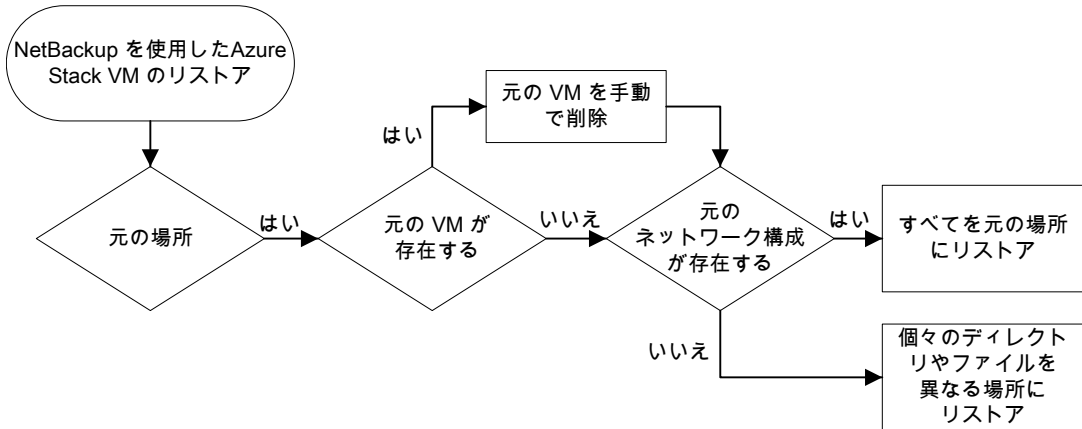 NetBackup を使用したAzure
Stack VM のリストア
元の場所
はい
元の VM が
存在する
はい
元の VM を手動
で削除
いいえ
元の
ネットワーク構成
が存在する
はい
すべてを元の場所
にリストア
いいえ
個々のディレクト
リやファイルを
異なる場所に
リストア